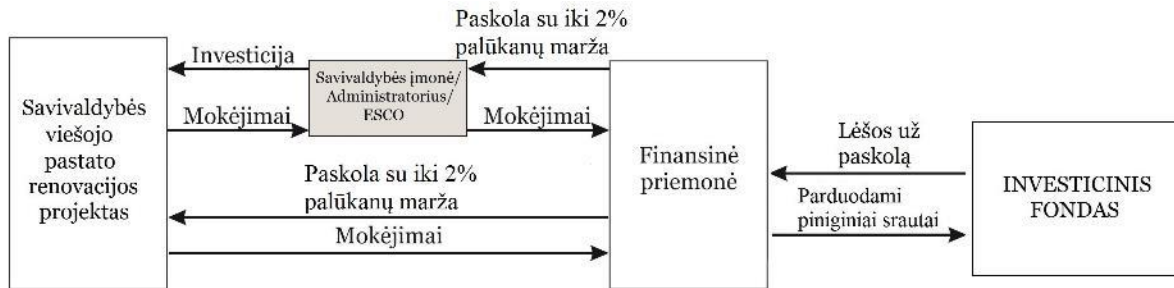 Savivaldybės
viešojo
pastato
renovacijos
projektas
Investicija
Mokėjimai
Savivaldybės įmonė/
Administratorius/
ESCO
Paskola su iki 2%
palūkanų marža
Mokėjimai
Paskola su iki 2%
palūkanų marža
Mokėjimai
Finansinė
priemonė
Lėšos už
paskolą
Parduodami
piniginiai srautai
INVESTICINIS
FONDAS